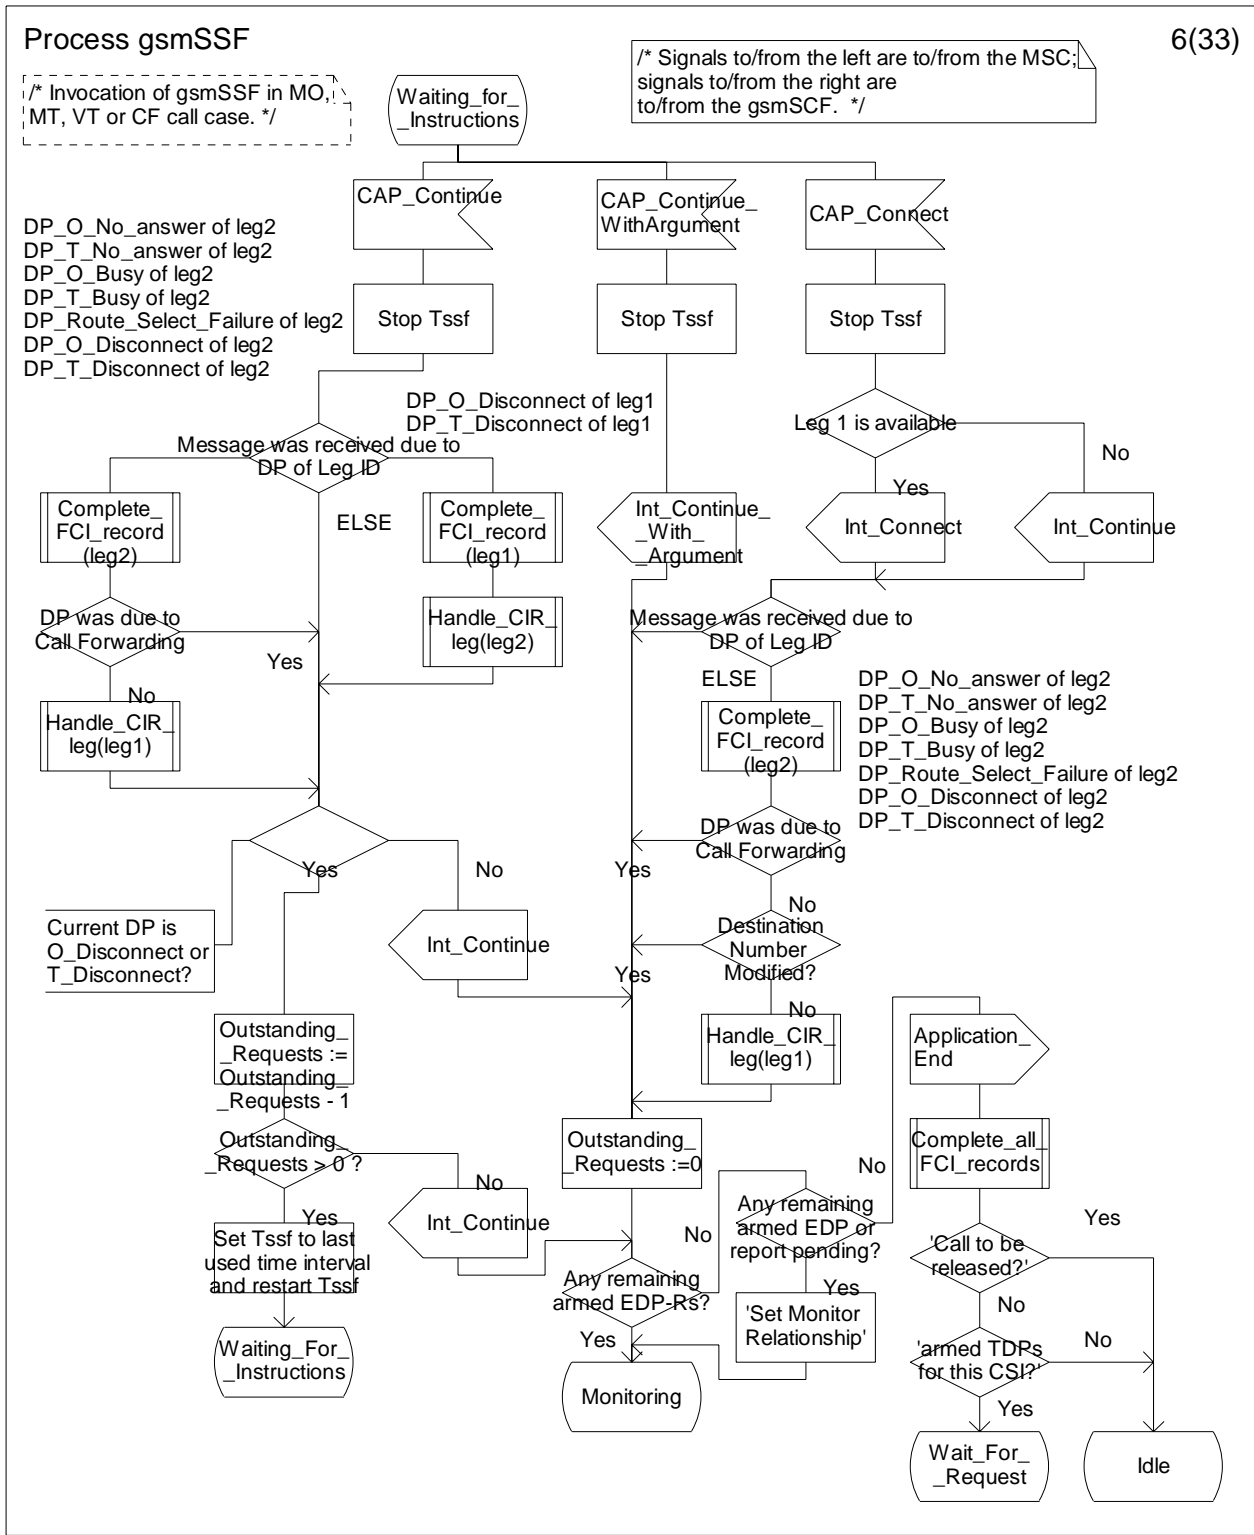 Process gsmSSF
6(33)
/* Invocation of gsmSSF in MO,
MT, VT or CF call case. */
Waiting_for_
_Instructions
/* Signals to/from the left are to/from the MSC;
signals to/from the right are
to/from the gsmSCF.  */
CAP_Continue
CAP_Continue_
WithArgument
CAP_Connect
DP_O_No_answer of leg2
DP_T_No_answer of leg2
DP_O_Busy of leg2
DP_T_Busy of leg2
DP_Route_Select_Failure of leg2
DP_O_Disconnect of leg2
DP_T_Disconnect of leg2
Stop Tssf
Stop Tssf
Stop Tssf
DP_O_Disconnect of leg1
DP_T_Disconnect of leg1
Leg 1 is available
Message was received due to
DP of Leg ID
No
Yes
Complete_
_FCI_record
(leg2)
ELSE
Complete_
_FCI_record
(leg1)
Int_Continue_
_With_
_Argument
Int_Connect
Int_Continue
DP was due to
Call Forwarding
Yes
Handle_CIR_
leg(leg2)
Message was received due to
DP of Leg ID
No
Handle_CIR_
leg(leg1)
ELSE
Complete_
_FCI_record
(leg2)
DP_O_No_answer of leg2
DP_T_No_answer of leg2
DP_O_Busy of leg2
DP_T_Busy of leg2
DP_Route_Select_Failure of leg2
DP_O_Disconnect of leg2
DP_T_Disconnect of leg2
DP was due to
Call Forwarding
Yes
No
Yes
No
Current DP is
O_Disconnect or
T_Disconnect?
Int_Continue
Destination
Number
Modified?
Yes
No
Outstanding_
_Requests :=
Outstanding_
_Requests - 1
Handle_CIR_
leg(leg1)
Application_
End
Outstanding_
_Requests > 0 ?
Outstanding_
_Requests :=0
No
Complete_all_
_FCI_records
No
Yes
Int_Continue
No
Any remaining
armed EDP or
report pending?
Yes
Set Tssf to last
used time interval
and restart Tssf
Any remaining
armed EDP-Rs?
Yes
'Call to be
released?'
No
Yes
'Set Monitor
Relationship'
Waiting_For_
_Instructions
Monitoring
'armed TDPs
for this CSI?'
No
Yes
Wait_For_
_Request
Idle